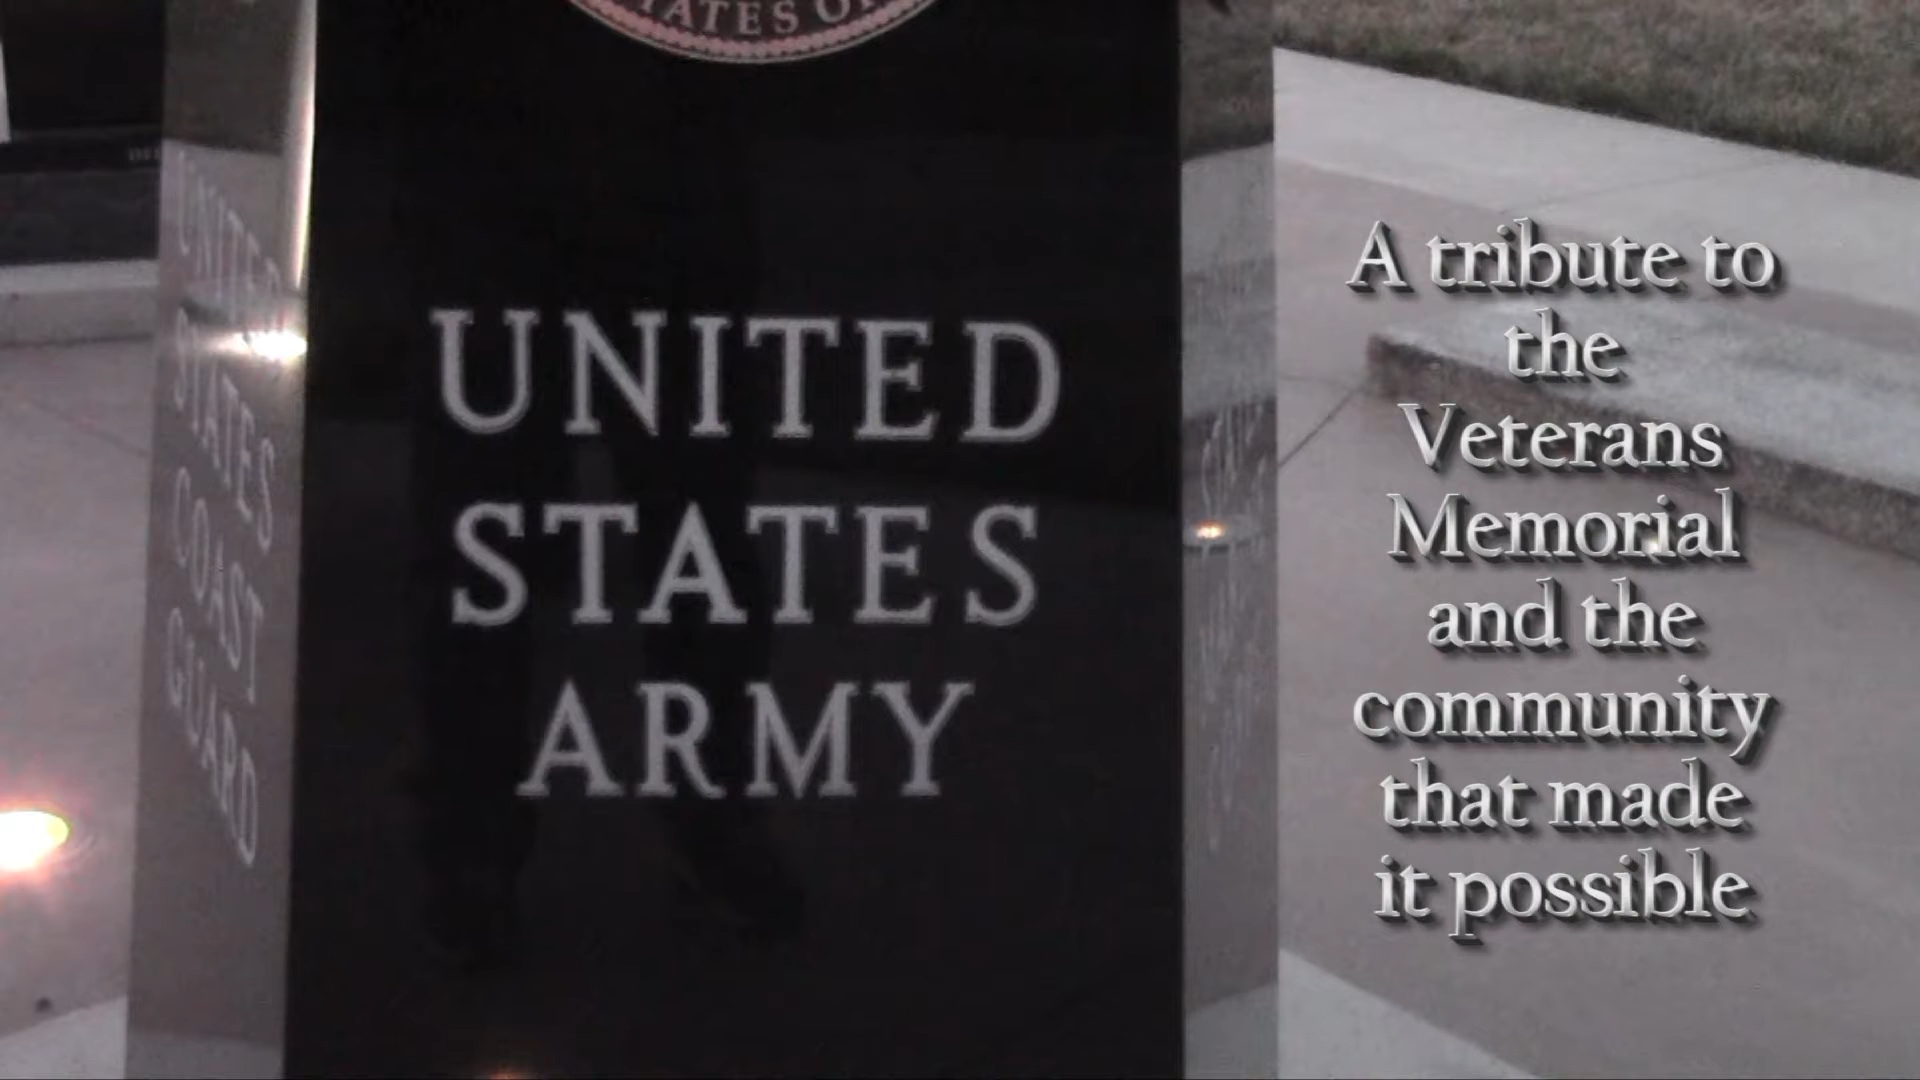 TATES O
UNITED
STATES
ARMY
UNITED
STATES
COAST
GUARD
A tribute to
the
Veterans
Memorial
and the
community
that made
it possible